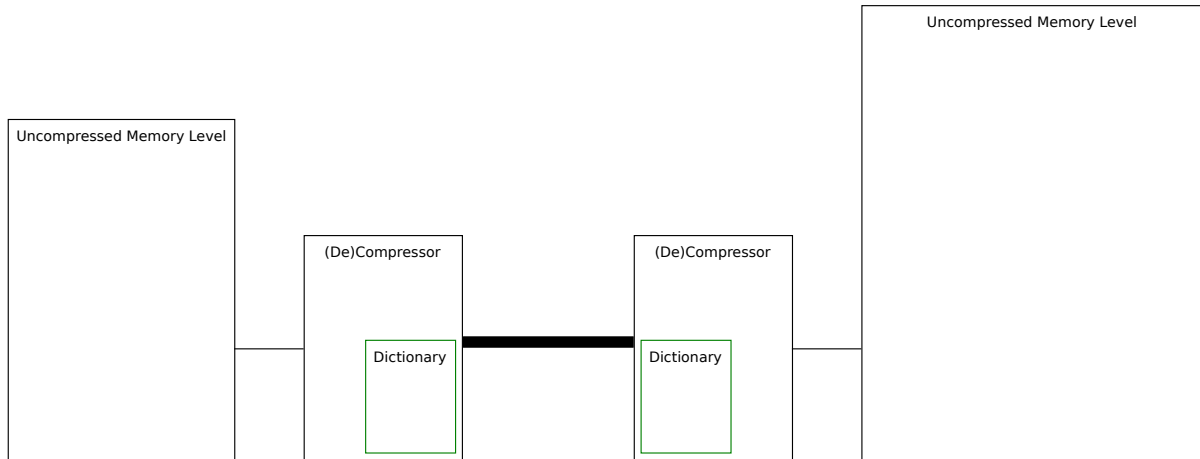 Uncompressed Memory Level
Uncompressed Memory Level
(De)Compressor
(De)Compressor
Dictionary
Dictionary